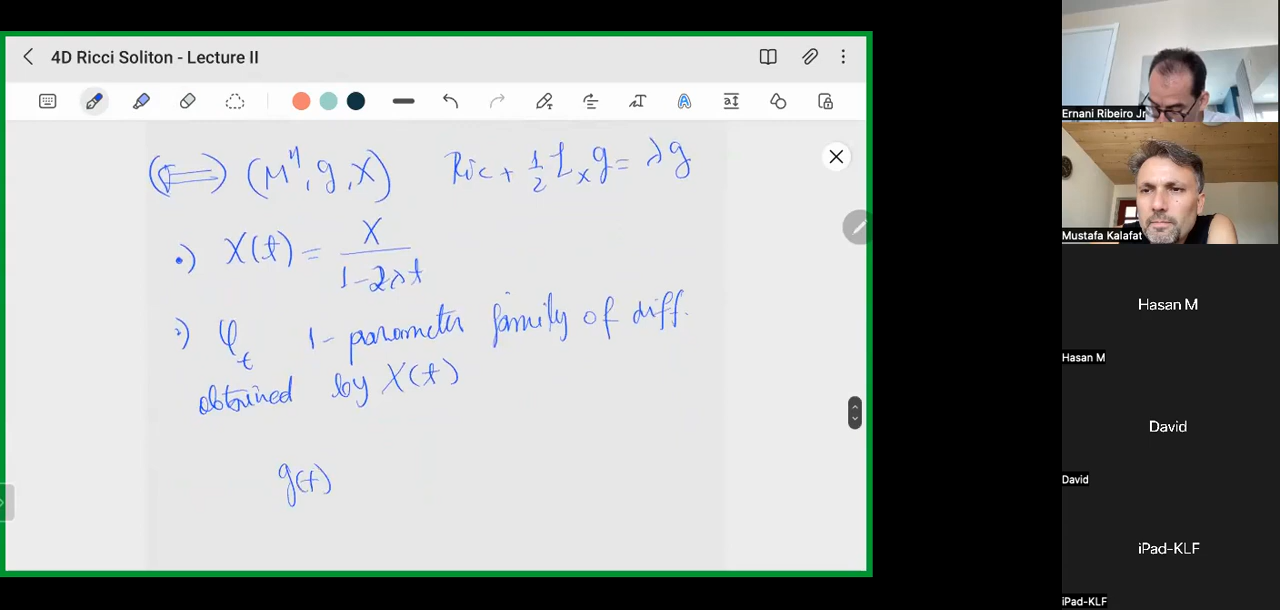 4D Ricci Soliton - Lecture II
(⟸) (Mⁿ, g, X) Ric + 1/2 L_X g = λg
•) X(t) = X / (1-2λt)
•) φ_t 1-parameter family of diff.
obtained by X(t)
g(t)
Ernani Ribeiro Jr
Mustafa Kalafat
Hasan M
Hasan M
David
David
iPad-KLF
iPad-KLF